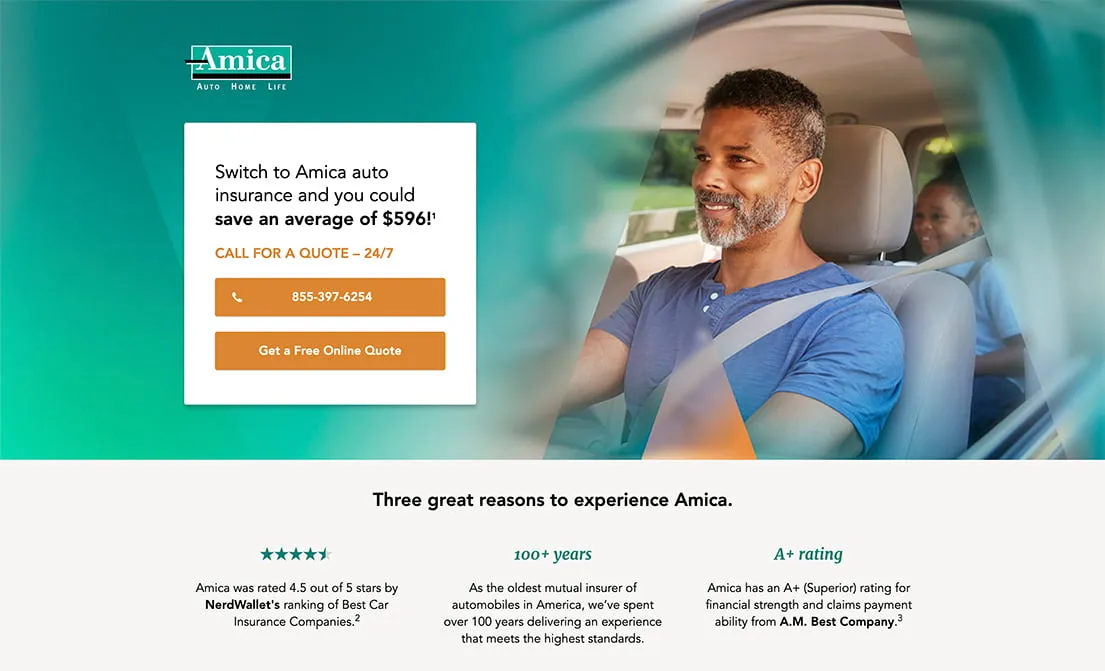 Amica
AUTO HOME LIFE
Switch to Amica auto
insurance and you could
save an average of $596!¹
CALL FOR A QUOTE – 24/7
855-397-6254
Get a Free Online Quote
Three great reasons to experience Amica.
Amica was rated 4.5 out of 5 stars by
NerdWallet's ranking of Best Car
Insurance Companies.²
100+ years
As the oldest mutual insurer of
automobiles in America, we’ve spent
over 100 years delivering an experience
that meets the highest standards.
A+ rating
Amica has an A+ (Superior) rating for
financial strength and claims payment
ability from A.M. Best Company.³